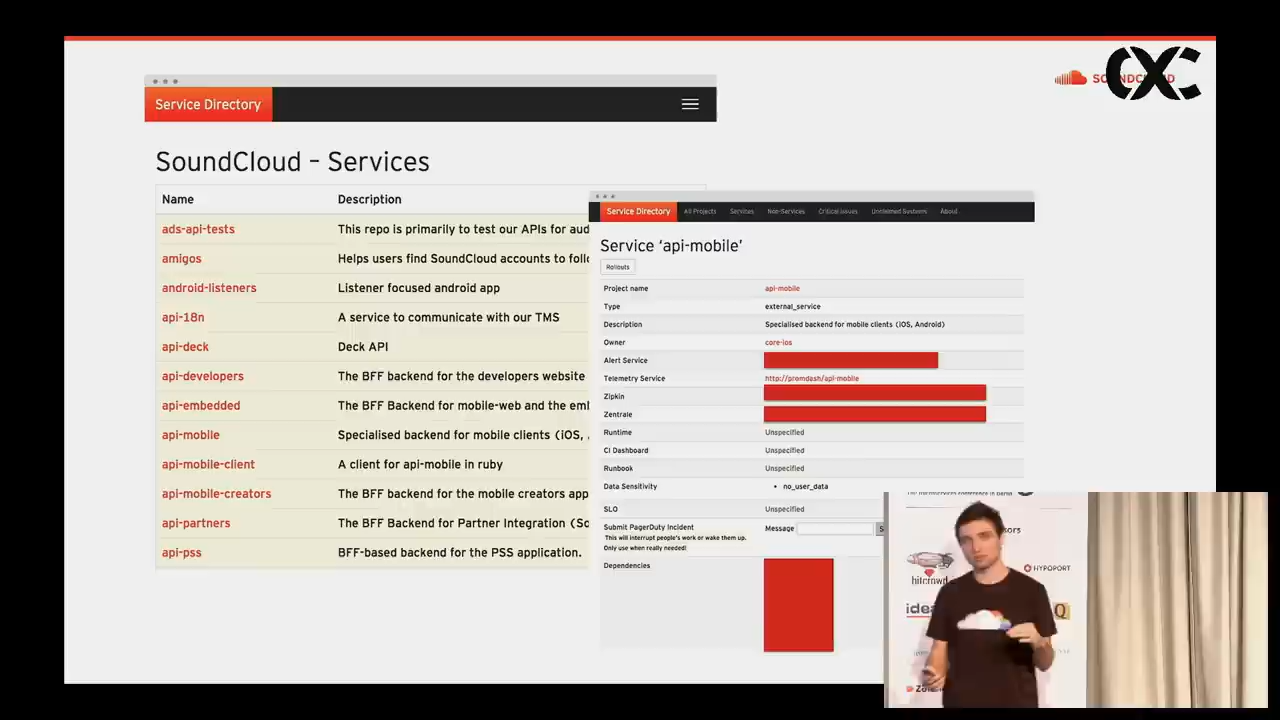 SOUNDCLOUD
Service Directory
SoundCloud – Services
Name Description
ads-api-tests This repo is primarily to test our APIs for aud
amigos Helps users find SoundCloud accounts to foll
android-listeners Listener focused android app
api-18n A service to communicate with our TMS
api-deck Deck API
api-developers The BFF backend for the developers website
api-embedded The BFF Backend for mobile-web and the em
api-mobile Specialised backend for mobile clients (iOS, 
api-mobile-client A client for api-mobile in ruby
api-mobile-creators The BFF backend for the mobile creators app
api-partners The BFF Backend for Partner Integration (So
api-pss BFF-based backend for the PSS application.
Service Directory All Projects Services Non-Services Critical Issues Unclaimed Systems About
Service ‘api-mobile’
Rollouts
Project name api-mobile
Type external_service
Description Specialised backend for mobile clients (iOS, Android)
Owner core-ios
Alert Service
Telemetry Service http://promdash/api-mobile
Zipkin
Zentrale
Runtime Unspecified
CI Dashboard Unspecified
Runbook Unspecified
Data Sensitivity • no_user_data
SLO Unspecified
Submit PagerDuty Incident Message S
This will interrupt people's work or wake them up.
Only use when really needed!
Dependencies
sors
HYPOPORT
idea